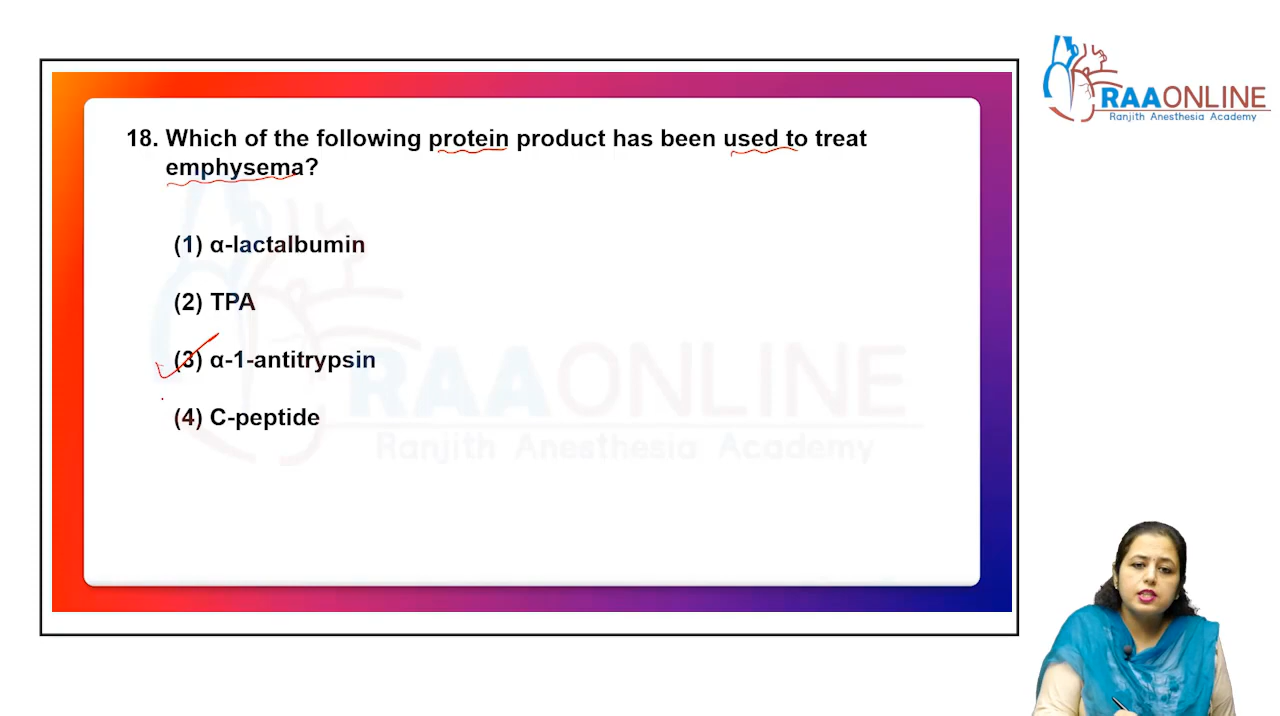 RAAONLINE
Ranjith Anesthesia Academy
18. Which of the following protein product has been used to treat
emphysema?
(1) α-lactalbumin
(2) TPA
(3) α-1-antitrypsin
(4) C-peptide
RAAONLINE
Ranjith Anesthesia Academy